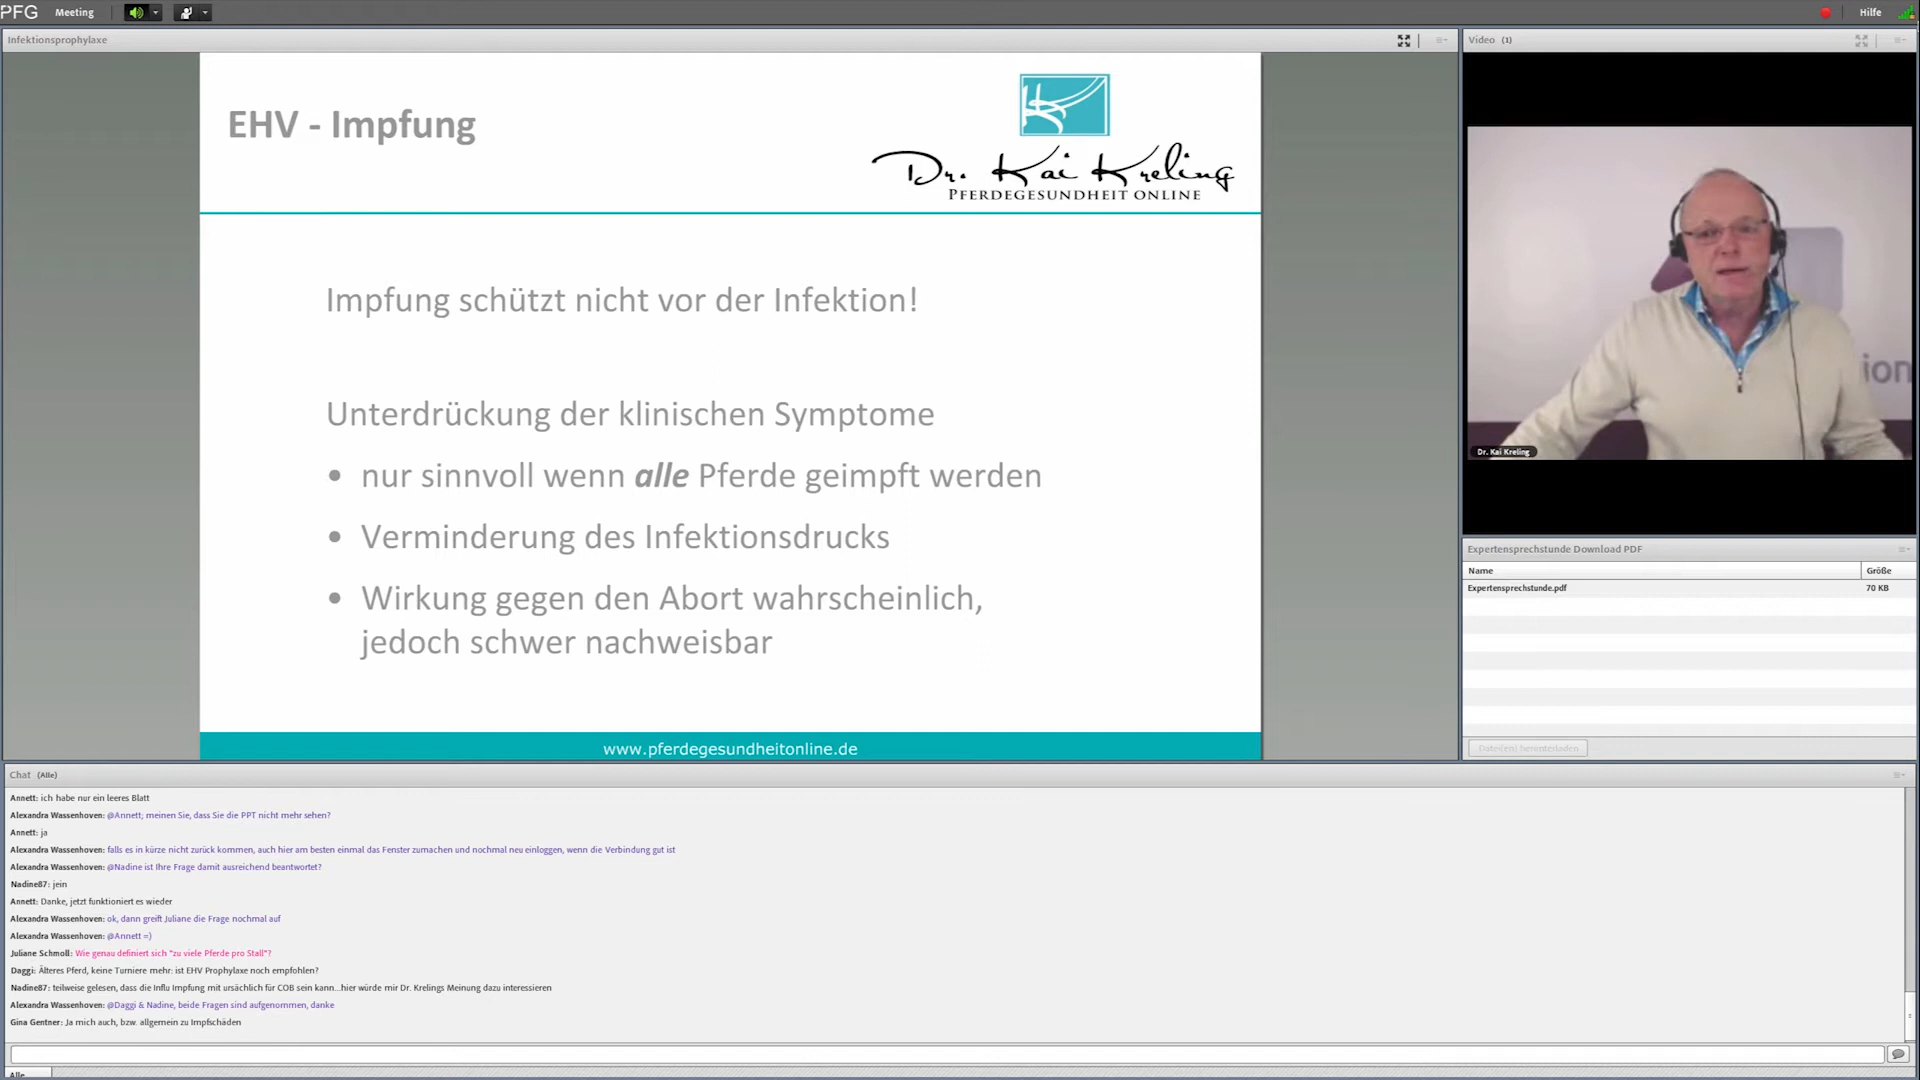 PFG Meeting Hilfe
Infektionsprophylaxe
EHV - Impfung
Dr. Kai Kreling
PFERDEGESUNDHEIT ONLINE
Impfung schützt nicht vor der Infektion!
Unterdrückung der klinischen Symptome
• nur sinnvoll wenn alle Pferde geimpft werden
• Verminderung des Infektionsdrucks
• Wirkung gegen den Abort wahrscheinlich,
jedoch schwer nachweisbar
www.pferdegesundheitonline.de
Video (1)
ion
Dr. Kai Kreling
Expertensprechstunde Download PDF
Name Größe
Expertensprechstunde.pdf 70 KB
Datei(en) herunterladen
Chat (Alle)
Annett: ich habe nur ein leeres Blatt
Alexandra Wassenhoven: @Annett; meinen Sie, dass Sie die PPT nicht mehr sehen?
Annett: ja
Alexandra Wassenhoven: falls es in kürze nicht zurück kommen, auch hier am besten einmal das Fenster zumachen und nochmal neu einloggen, wenn die Verbindung gut ist
Alexandra Wassenhoven: @Nadine ist Ihre Frage damit ausreichend beantwortet?
Nadine87: jein
Annett: Danke, jetzt funktioniert es wieder
Alexandra Wassenhoven: ok, dann greift Juliane die Frage nochmal auf
Alexandra Wassenhoven: @Annett =)
Juliane Schmoll: Wie genau definiert sich "zu viele Pferde pro Stall"?
Daggi: Älteres Pferd, keine Turniere mehr: ist EHV Prophylaxe noch empfohlen?
Nadine87: teilweise gelesen, dass die Influ Impfung mit ursächlich für COB sein kann...hier würde mir Dr. Krelings Meinung dazu interessieren
Alexandra Wassenhoven: @Daggi & Nadine, beide Fragen sind aufgenommen, danke
Gina Gentner: Ja mich auch, bzw. allgemein zu Impfschäden
Alle